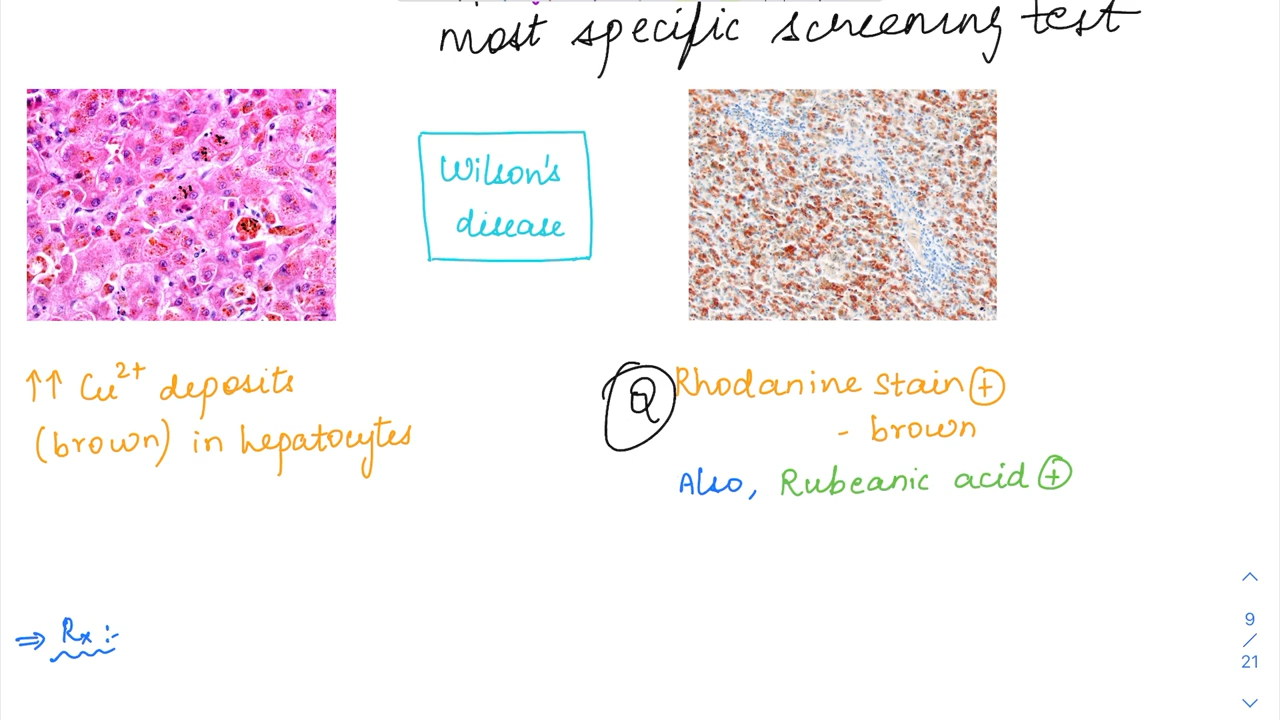 most specific screening test
Wilson's
disease
↑↑ Cu²⁺ deposits
(brown) in hepatocytes
Q Rhodanine stain ⊕
- brown
Also, Rubeanic acid ⊕
⇒ Rx :-
9
/
21